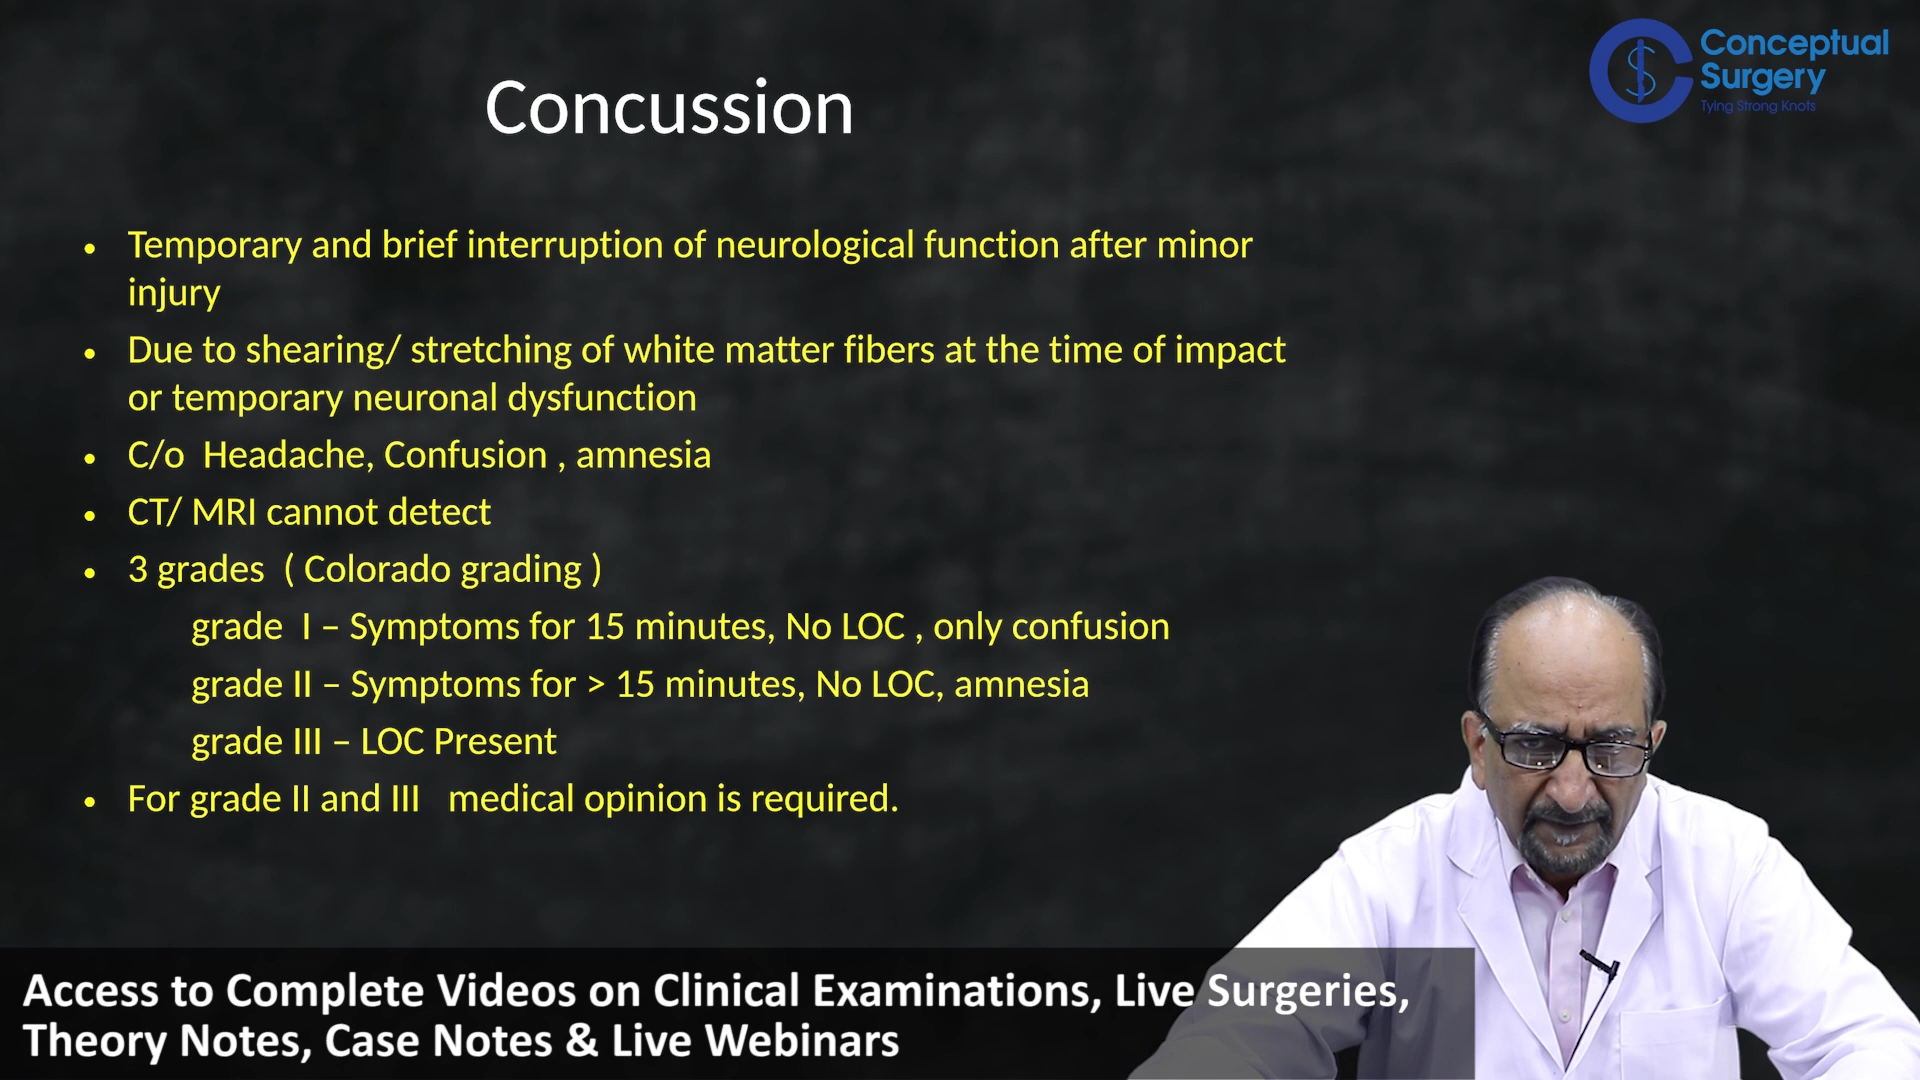 Conceptual
Surgery
Tying Strong Knots
Concussion
• Temporary and brief interruption of neurological function after minor
injury
• Due to shearing/ stretching of white matter fibers at the time of impact
or temporary neuronal dysfunction
• C/o Headache, Confusion , amnesia
• CT/ MRI cannot detect
• 3 grades ( Colorado grading )
grade I – Symptoms for 15 minutes, No LOC , only confusion
grade II – Symptoms for > 15 minutes, No LOC, amnesia
grade III – LOC Present
• For grade II and III medical opinion is required.
Access to Complete Videos on Clinical Examinations, Live Surgeries,
Theory Notes, Case Notes & Live Webinars